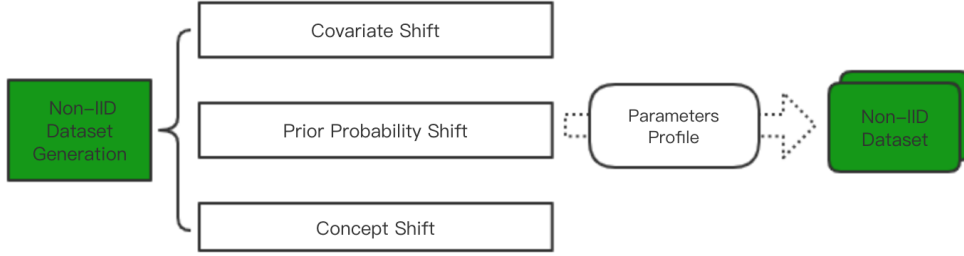 Non-IID
Dataset
Generation
Covariate Shift
Prior Probability Shift
Concept Shift
Parameters
Profile
Non-IID
Dataset